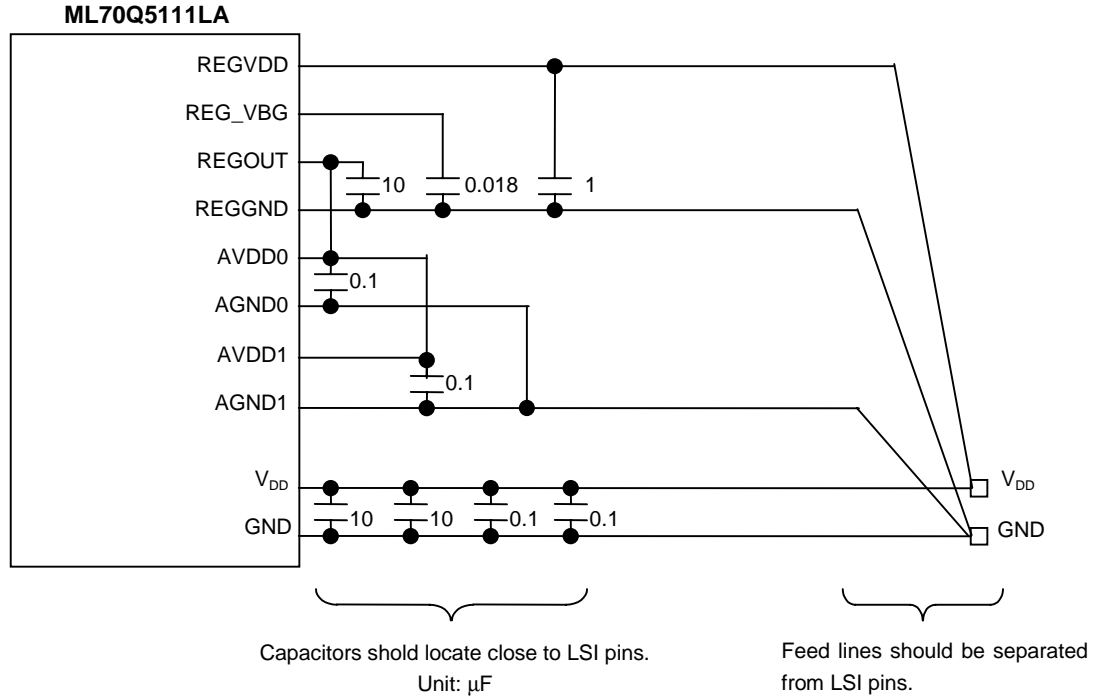 ML70Q5111LA
REGVDD
REG_VBG
REGOUT
10
0.018
1
REGGND
AVDD0
0.1
AGND0
AVDD1
0.1
AGND1
VDD
VDD
10
10
0.1
0.1
GND
GND
Capacitors shold locate close to LSI pins.
Unit: μF
Feed lines should be separated
from LSI pins.